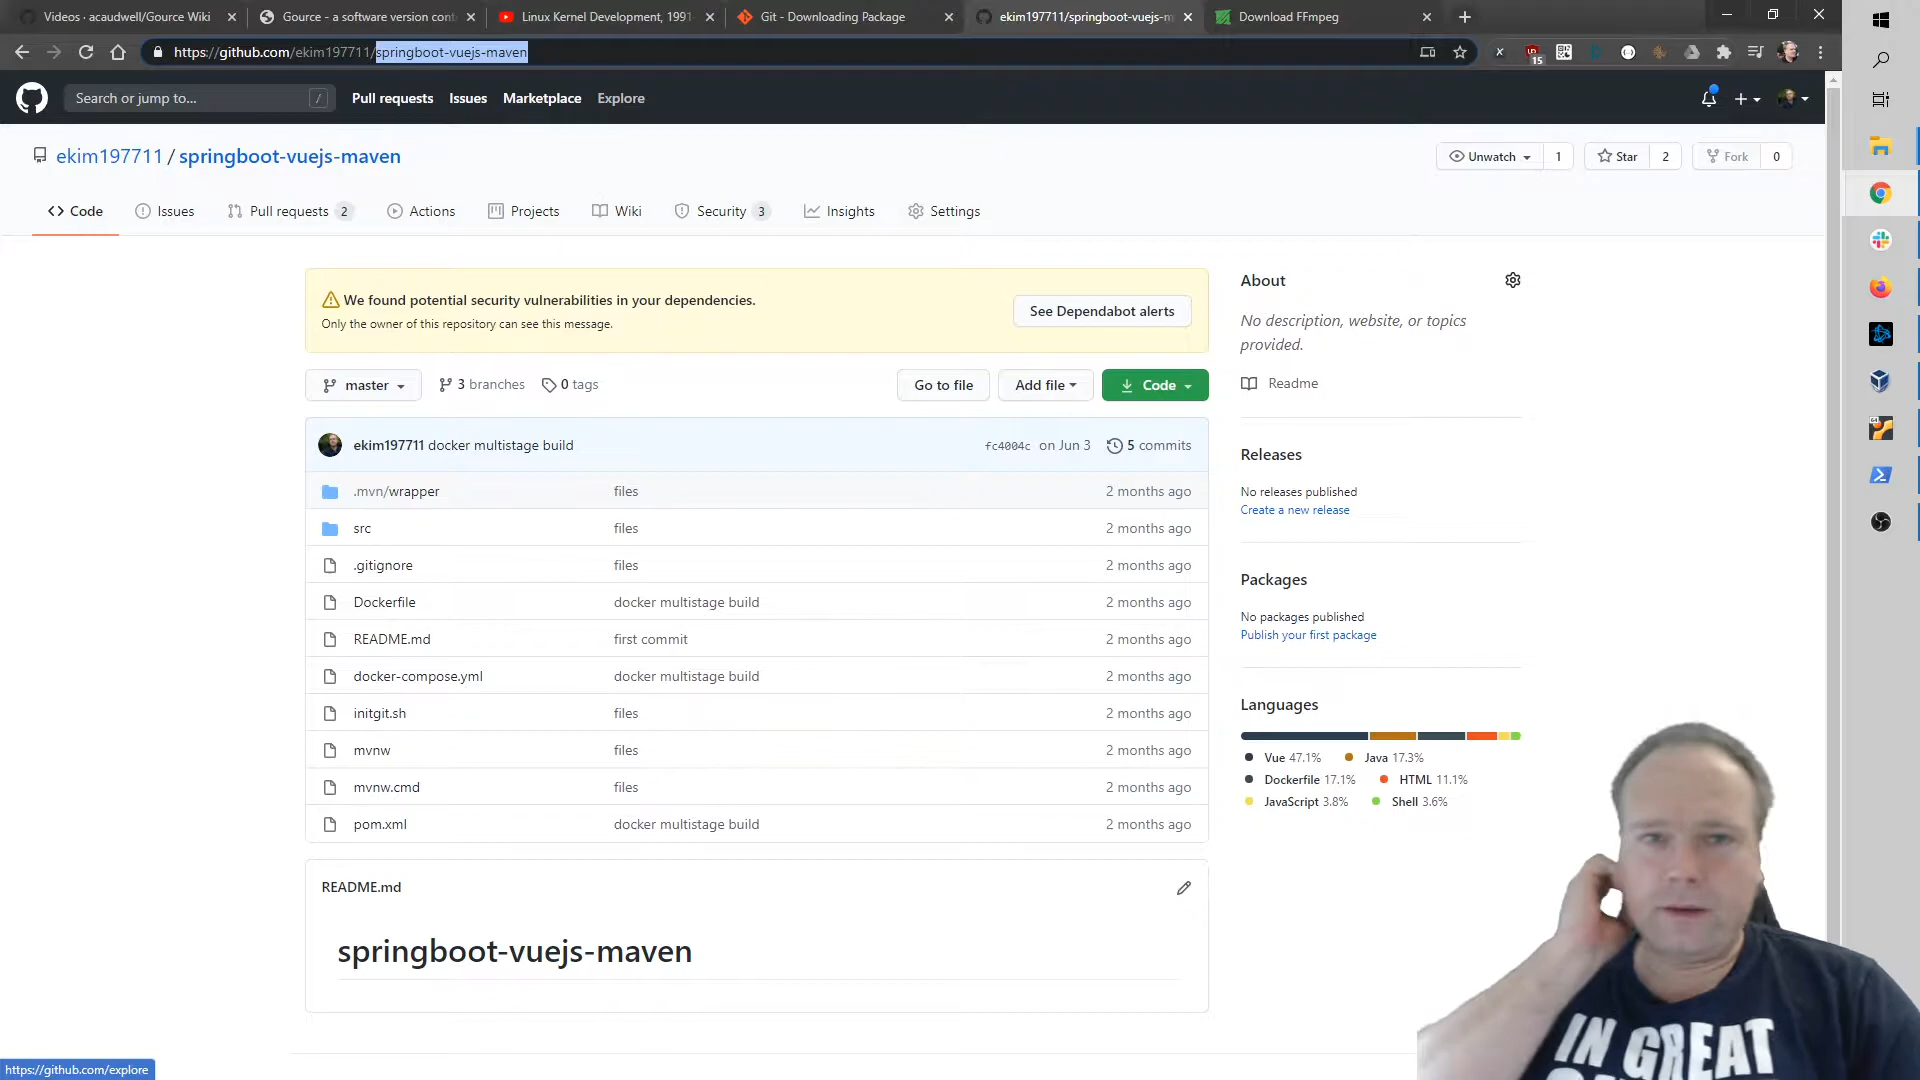 Videos · acaudwell/Gource Wiki
Gource - a software version cont
Linux Kernel Development, 1991-
Git - Downloading Package
ekim197711/springboot-vuejs-m
Download FFmpeg
https://github.com/ekim197711/springboot-vuejs-maven
15
Search or jump to...
/
Pull requests
Issues
Marketplace
Explore
ekim197711 / springboot-vuejs-maven
Unwatch
1
Star
2
Fork
0
Code
Issues
Pull requests 2
Actions
Projects
Wiki
Security 3
Insights
Settings
We found potential security vulnerabilities in your dependencies.
Only the owner of this repository can see this message.
See Dependabot alerts
master
3 branches
0 tags
Go to file
Add file
Code
ekim197711 docker multistage build
fc4004c on Jun 3
5 commits
.mvn/wrapper files 2 months ago
src files 2 months ago
.gitignore files 2 months ago
Dockerfile docker multistage build 2 months ago
README.md first commit 2 months ago
docker-compose.yml docker multistage build 2 months ago
initgit.sh files 2 months ago
mvnw files 2 months ago
mvnw.cmd files 2 months ago
pom.xml docker multistage build 2 months ago
README.md
springboot-vuejs-maven
About
No description, website, or topics
provided.
Readme
Releases
No releases published
Create a new release
Packages
No packages published
Publish your first package
Languages
Vue 47.1%
Java 17.3%
Dockerfile 17.1%
HTML 11.1%
JavaScript 3.8%
Shell 3.6%
IN GREAT
https://github.com/explore